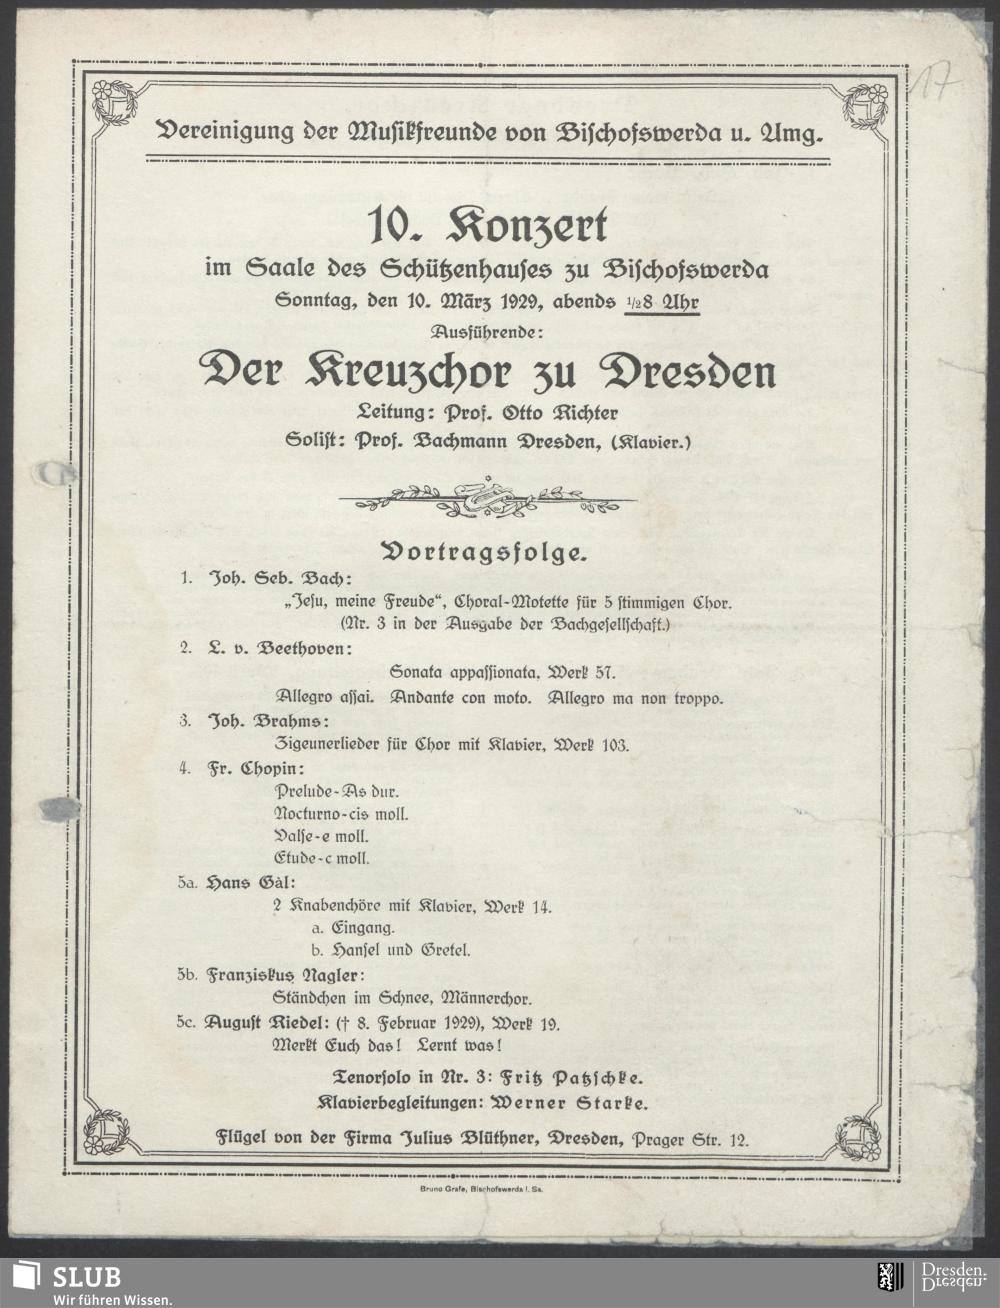 17
Vereinigung der Musikfreunde von Bischofswerda u. Umg.
10. Konzert
im Saale des Schützenhauses zu Bischofswerda
Sonntag, den 10. März 1929, abends 1/28 Uhr
Ausführende:
Der Kreuzchor zu Dresden
Leitung: Prof. Otto Richter
Solist: Prof. Bachmann Dresden, (Klavier.)
Vortragsfolge.
1. Joh. Seb. Bach:
„Jesu, meine Freude“, Choral-Motette für 5 stimmigen Chor.
(Nr. 3 in der Ausgabe der Bachgesellschaft.)
2. L. v. Beethoven:
Sonata appassionata, Werk 57.
Allegro assai. Andante con moto. Allegro ma non troppo.
3. Joh. Brahms:
Zigeunerlieder für Chor mit Klavier, Werk 103.
4. Fr. Chopin:
Prelude-As dur.
Nocturno-cis moll.
Valse-e moll.
Etude-c moll.
5a. Hans Gàl:
2 Knabenchöre mit Klavier, Werk 14.
a. Eingang.
b. Hansel und Gretel.
5b. Franziskus Nagler:
Ständchen im Schnee, Männerchor.
5c. August Riedel: († 8. Februar 1929), Werk 19.
Merkt Euch das! Lernt was!
Tenorsolo in Nr. 3: Fritz Patzschke.
Klavierbegleitungen: Werner Starke.
Flügel von der Firma Julius Blüthner, Dresden, Prager Str. 12.
Bruno Grafe, Bischofswerda i. Sa.
SLUB
Wir führen Wissen.
Dresden.
Dresden.